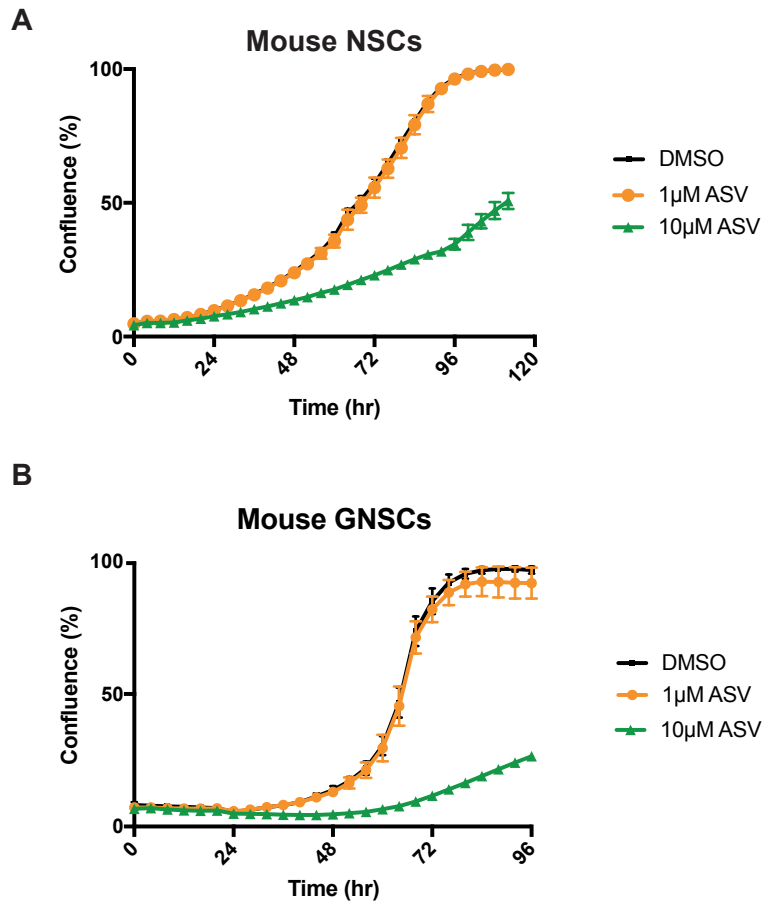 A
Mouse NSCs
100
50
0
Confluence (%)
0
24
48
72
96
120
Time (hr)
DMSO
1µM ASV
10µM ASV
B
Mouse GNSCs
100
50
0
Confluence (%)
0
24
48
72
96
Time (hr)
DMSO
1µM ASV
10µM ASV